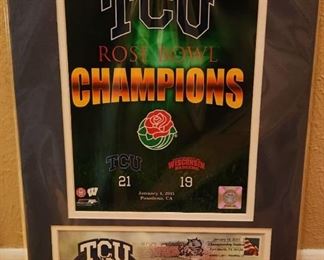 TCU
ROSE BOWL
CHAMPIONS
TCU WISCONSIN
21 19
January 1, 2011
Pasadena, CA
TCU